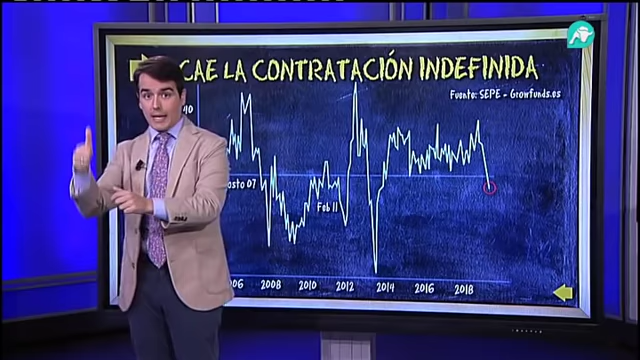 CAE LA CONTRATACIÓN INDEFINIDA
Fuente: SEPE - Growfunds.es
40
osto 07
Feb 11
06 2008 2010 2012 2014 2016 2018